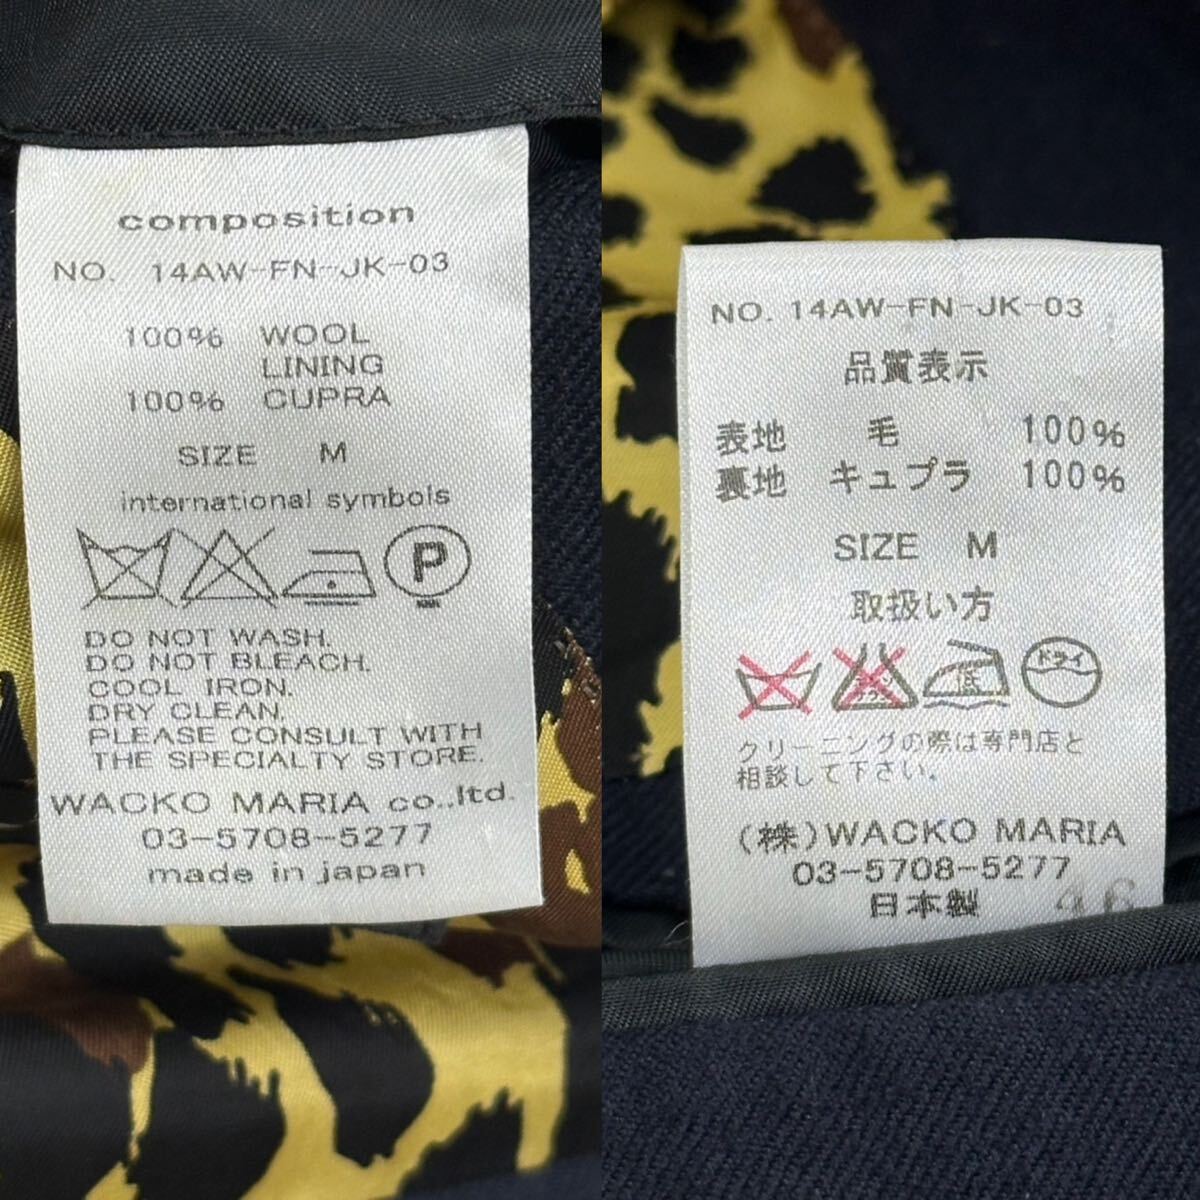 composition
NO. 14AW-FN-JK-03
100% WOOL
LINING
100% CUPRA
SIZE M
international symbols
P
DO NOT WASH.
DO NOT BLEACH.
COOL IRON.
DRY CLEAN.
PLEASE CONSULT WITH
THE SPECIALTY STORE.
WACKO MARIA co.,ltd.
03-5708-5277
made in japan
NO. 14AW-FN-JK-03
品質表示
表地 毛 100%
裏地 キュプラ 100%
SIZE M
取扱い方
低 ドライ
クリーニングの際は専門店と
相談して下さい。
(株)WACKO MARIA
03-5708-5277
日本製